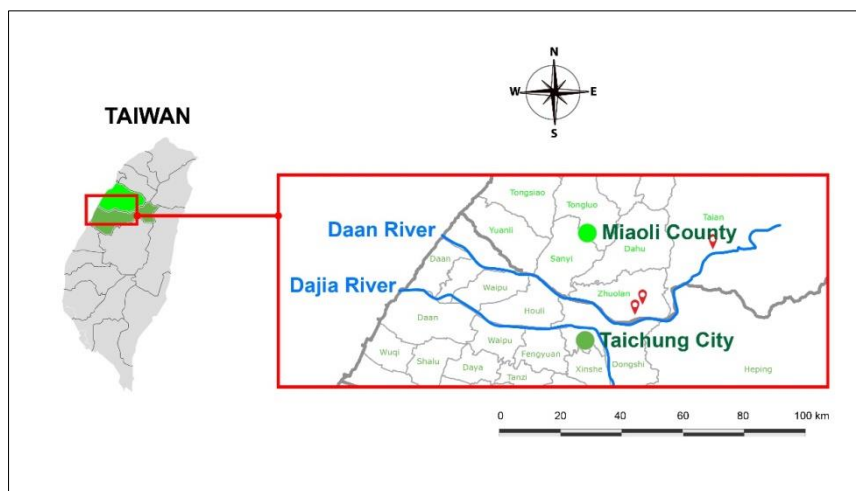 N
W E
S
TAIWAN
Tongsiao
Tongluo
Taian
Yuanli
Miaoli County
Daan River
Dahu
Daan
Sanyi
Dajia River
Waipu
Zhuolan
Daan
Houli
Waipu
Taichung City
Wuqi
Shalu
Fengyuan
Daya
Tanzi
Xinshe
Dongshi
Heping
0 20 40 60 80 100 km